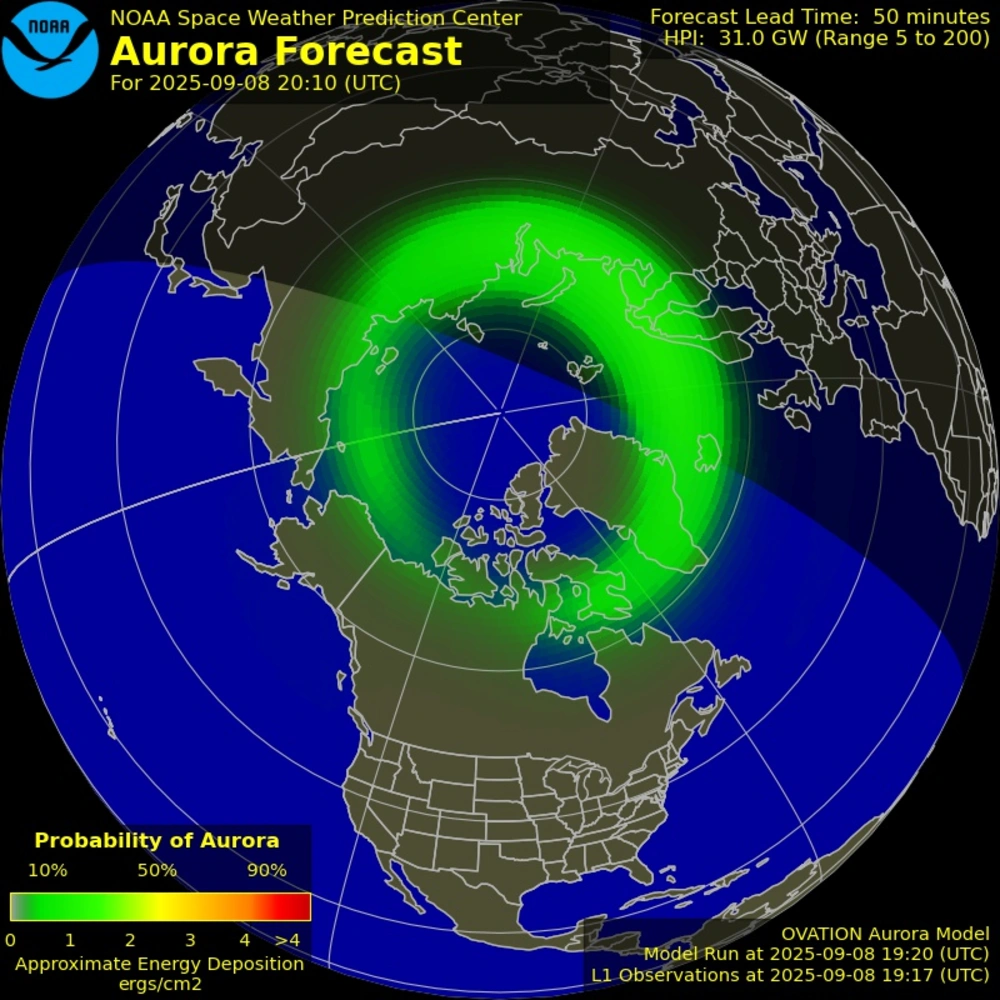 NOAA
NOAA Space Weather Prediction Center
Aurora Forecast
For 2025-09-08 20:10 (UTC)
Forecast Lead Time: 50 minutes
HPI: 31.0 GW (Range 5 to 200)
Probability of Aurora
10% 50% 90%
0 1 2 3 4 >4
Approximate Energy Deposition
ergs/cm2
OVATION Aurora Model
Model Run at 2025-09-08 19:20 (UTC)
L1 Observations at 2025-09-08 19:17 (UTC)